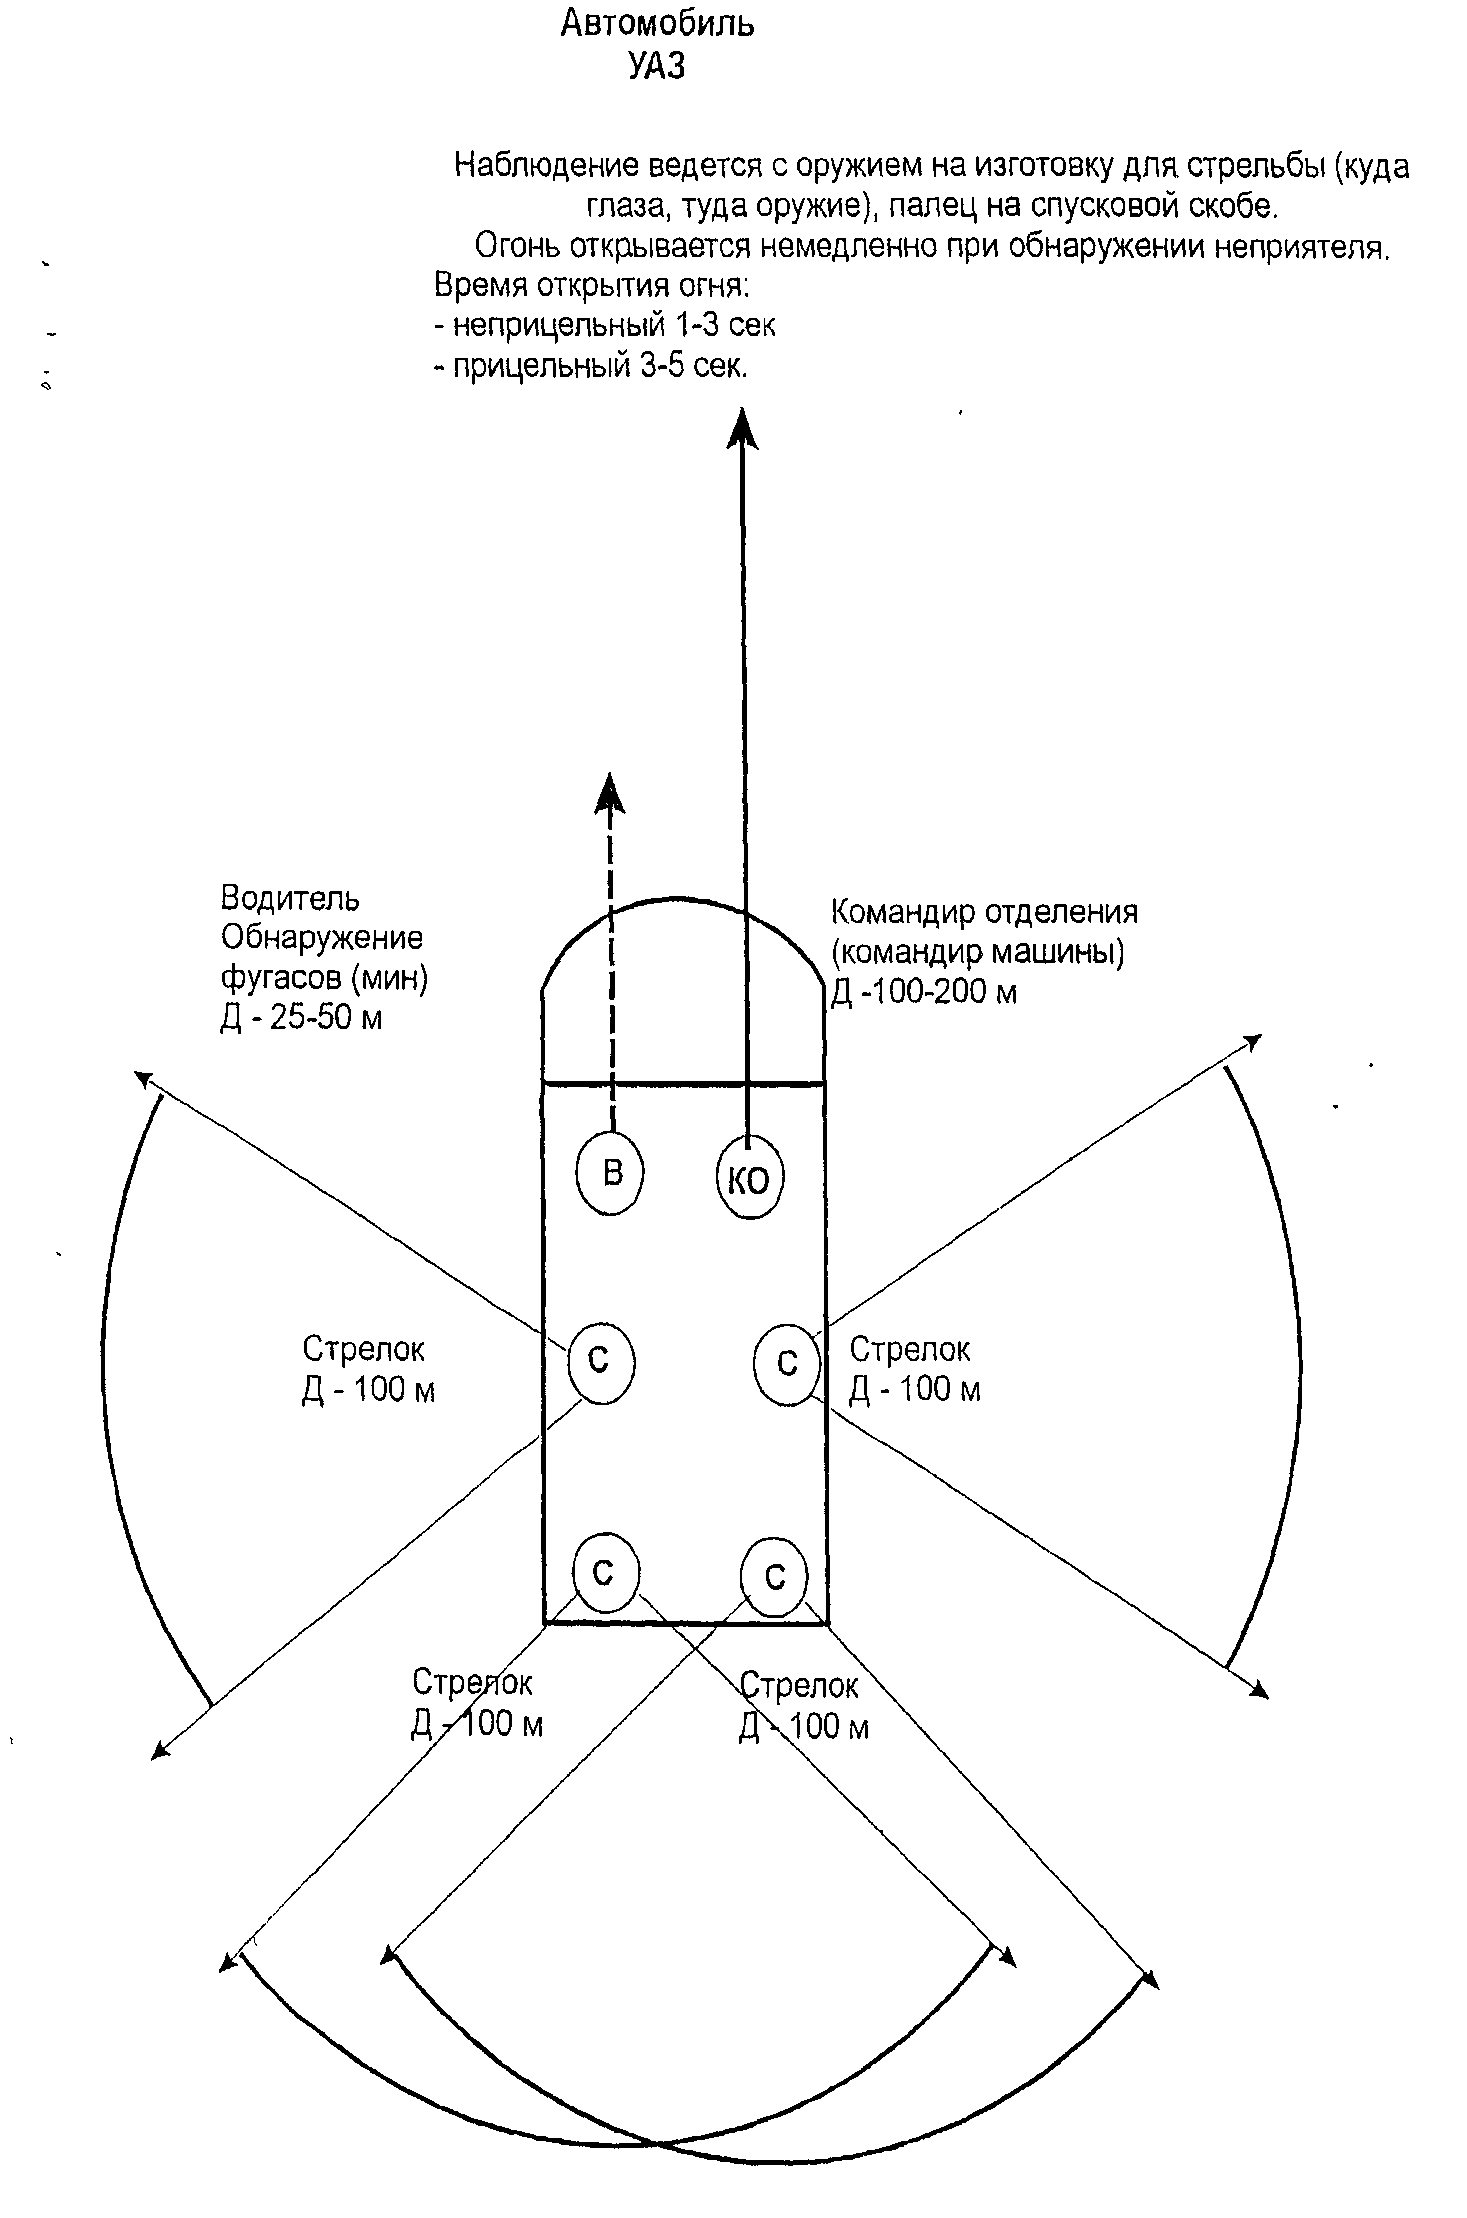 Автомобиль
УАЗ
Наблюдение ведется с оружием на изготовку для стрельбы (куда
глаза, туда оружие), палец на спусковой скобе.
Огонь открывается немедленно при обнаружении неприятеля.
Время открытия огня:
- неприцельный 1-3 сек
- прицельный 3-5 сек.
Водитель
Обнаружение
фугасов (мин)
Д - 25-50 м
Командир отделения
(командир машины)
Д -100-200 м
В
КО
Стрелок
Д - 100 м
С
С
Стрелок
Д - 100 м
С
С
Стрелок
Д - 100 м
Стрелок
Д - 100 м